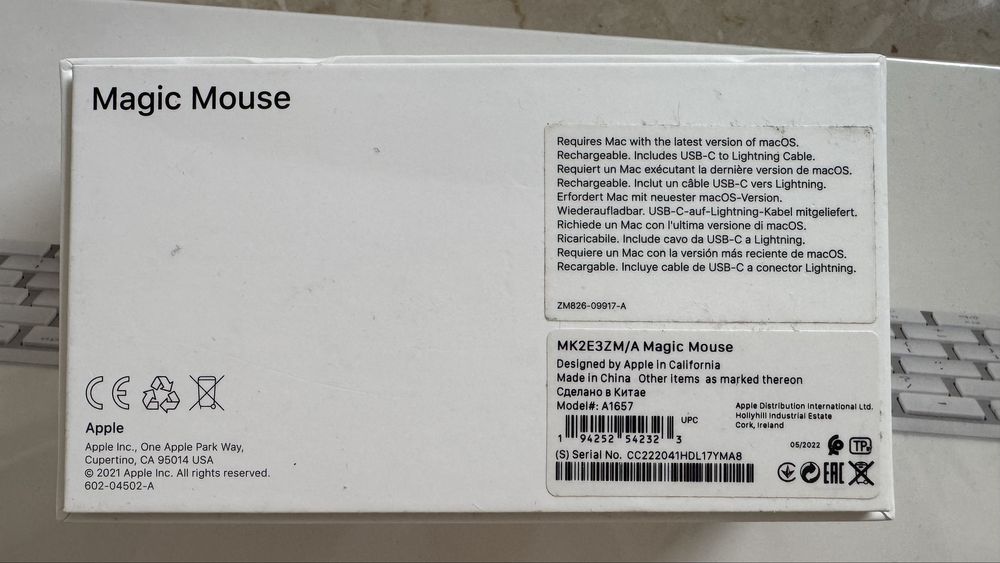 Magic Mouse
Requires Mac with the latest version of macOS.
Rechargeable. Includes USB-C to Lightning Cable.
Requiert un Mac exécutant la dernière version de macOS.
Rechargeable. Inclut un câble USB-C vers Lightning.
Erfordert Mac mit neuester macOS-Version.
Wiederaufladbar. USB-C-auf-Lightning-Kabel mitgeliefert.
Richiede un Mac con l'ultima versione di macOS.
Ricaricabile. Include cavo da USB-C a Lightning.
Requiere un Mac con la versión más reciente de macOS.
Recargable. Incluye cable de USB-C a conector Lightning.
ZM826-09917-A
MK2E3ZM/A Magic Mouse
Designed by Apple in California
Made in China Other items as marked thereon
Сделано в Китае
Model#: A1657
UPC
1 94252 54232 3
(S) Serial No. CC222041HDL17YMA8
Apple Distribution International Ltd.
Hollyhill Industrial Estate
Cork, Ireland
05/2022
TP
EAC
CE
Apple
Apple Inc., One Apple Park Way,
Cupertino, CA 95014 USA
© 2021 Apple Inc. All rights reserved.
602-04502-A